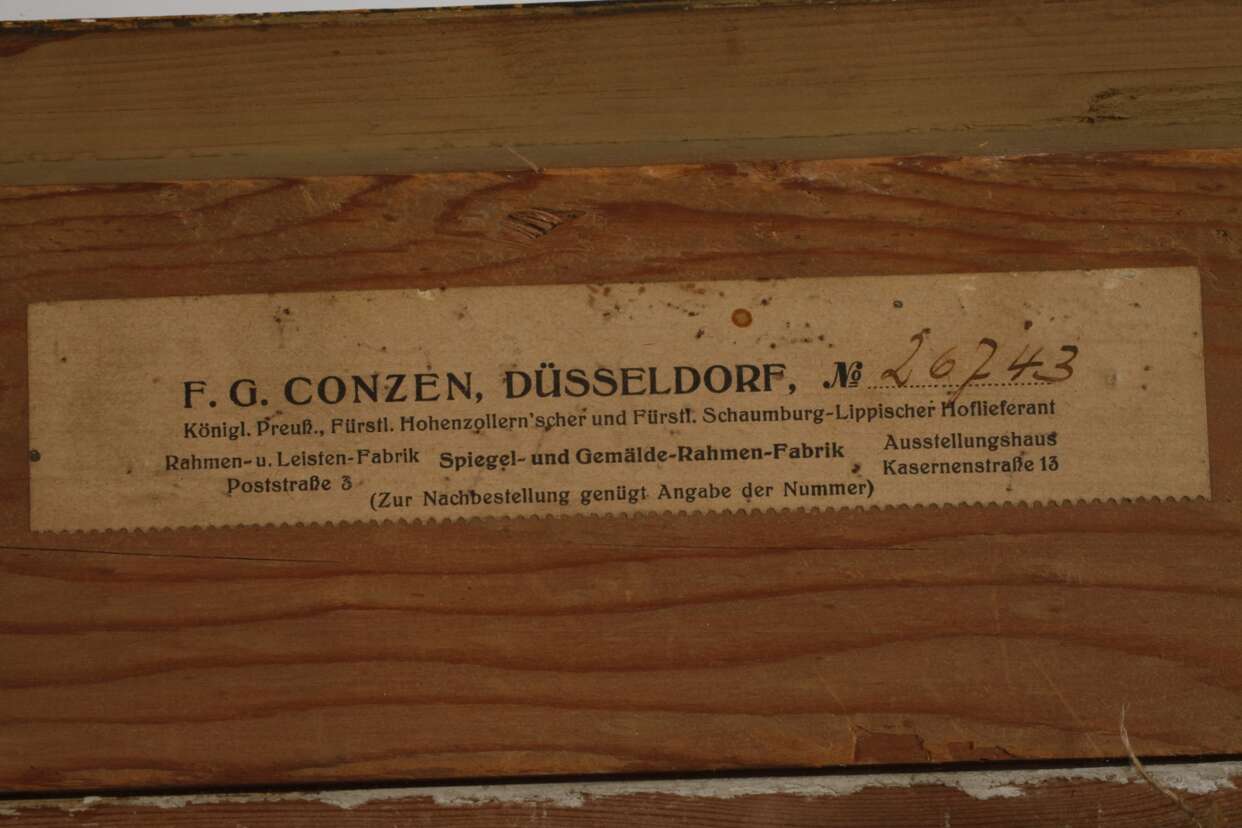 F. G. CONZEN, DÜSSELDORF, № 26743
Königl. Preuß., Fürstl. Hohenzollern'scher und Fürstl. Schaumburg-Lippischer Hoflieferant
Rahmen- u. Leisten-Fabrik
Poststraße 3
Spiegel- und Gemälde-Rahmen-Fabrik
Ausstellungshaus
Kasernenstraße 13
(Zur Nachbestellung genügt Angabe der Nummer)